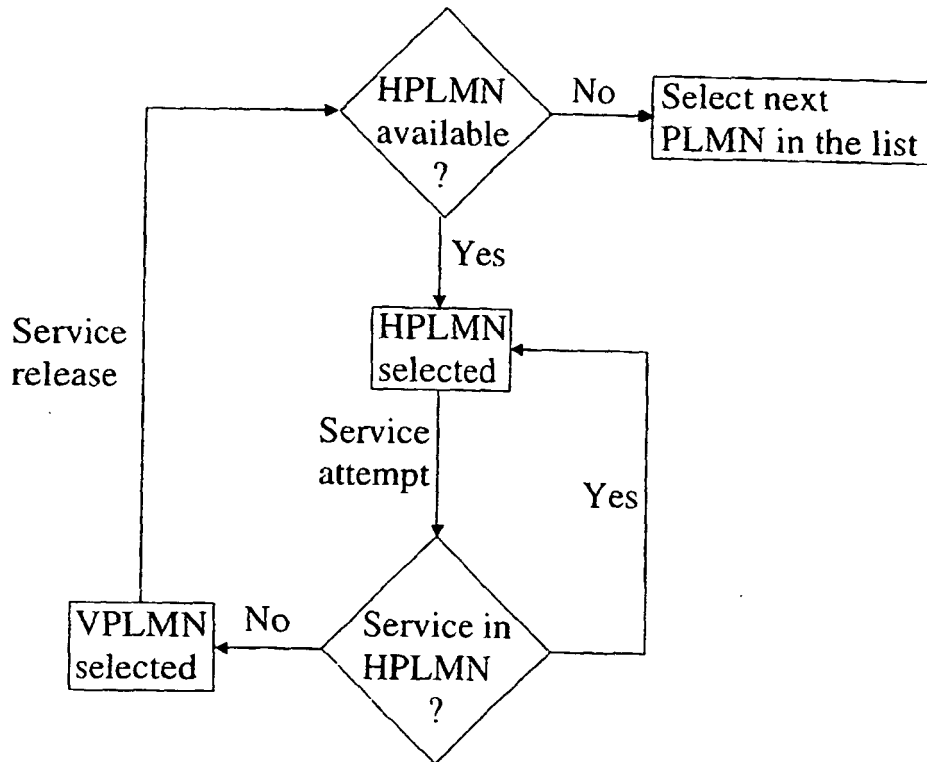 HPLMN
available
?
No
Select next
PLMN in the list
Yes
HPLMN
selected
Service
release
Service
attempt
Yes
VPLMN
selected
No
Service in
HPLMN
?